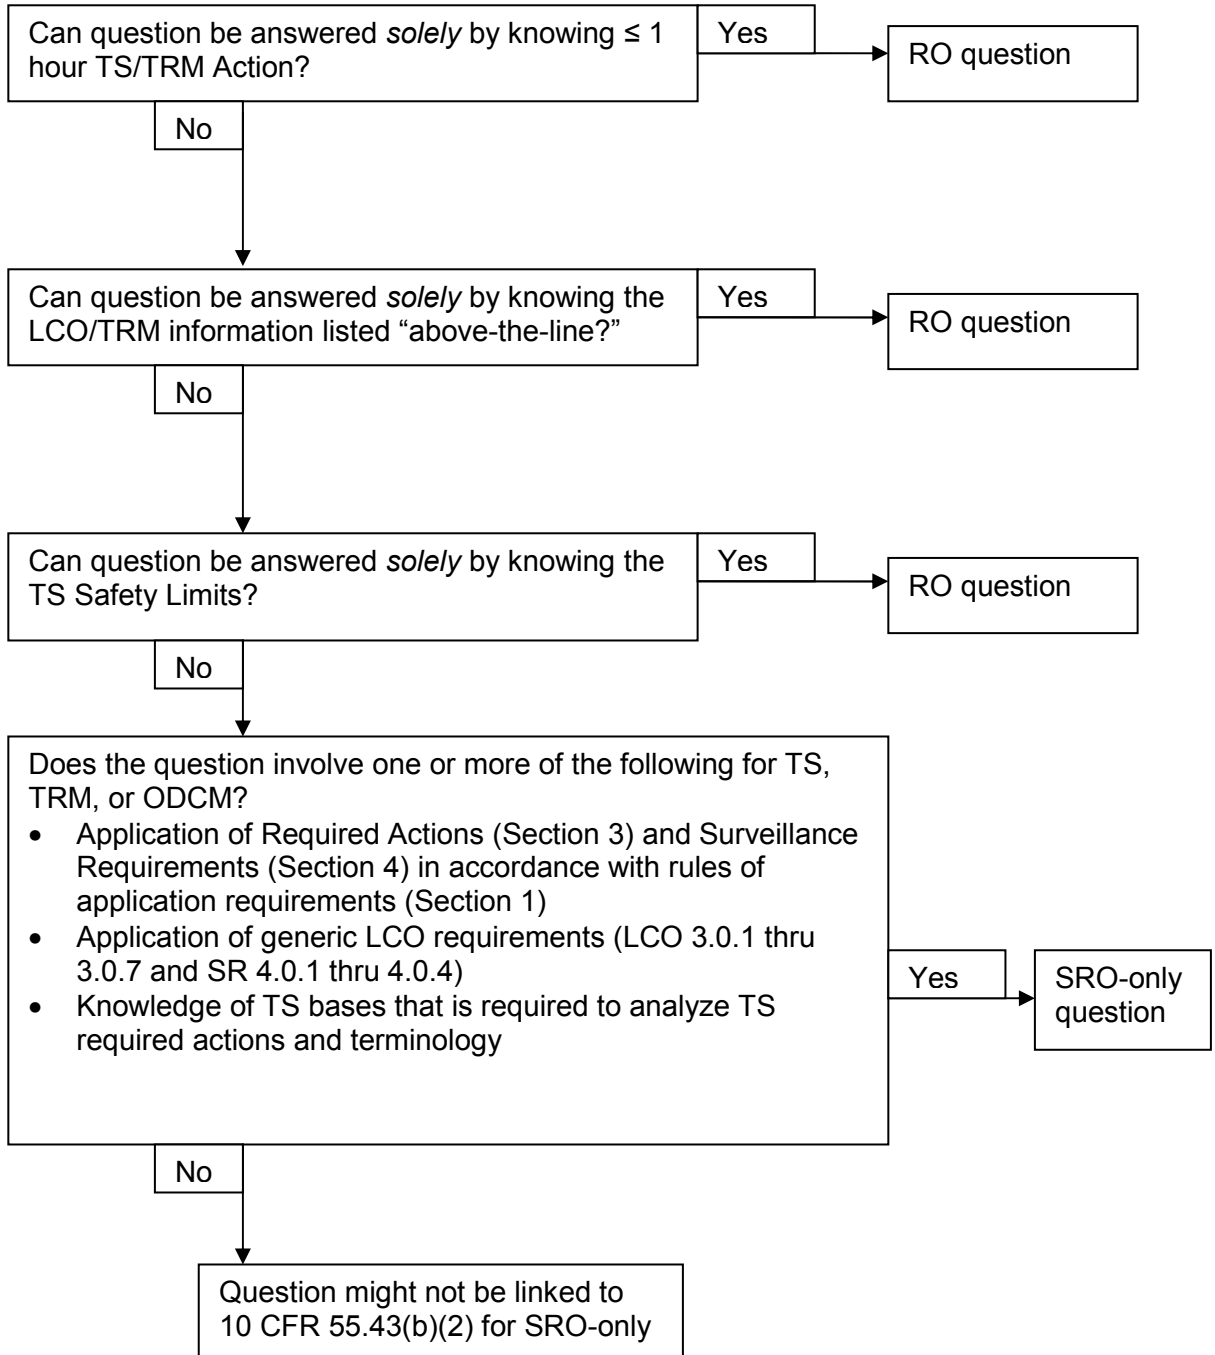 Can question be answered solely by knowing ≤ 1
hour TS/TRM Action?
Yes
RO question
No
Can question be answered solely by knowing the
LCO/TRM information listed “above-the-line?”
Yes
RO question
No
Can question be answered solely by knowing the
TS Safety Limits?
Yes
RO question
No
Does the question involve one or more of the following for TS,
TRM, or ODCM?
• Application of Required Actions (Section 3) and Surveillance
Requirements (Section 4) in accordance with rules of
application requirements (Section 1)
• Application of generic LCO requirements (LCO 3.0.1 thru
3.0.7 and SR 4.0.1 thru 4.0.4)
• Knowledge of TS bases that is required to analyze TS
required actions and terminology
Yes
SRO-only
question
No
Question might not be linked to
10 CFR 55.43(b)(2) for SRO-only